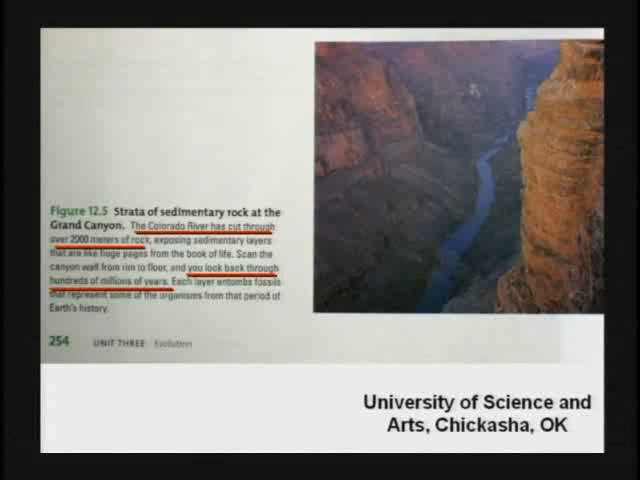 Figure 12.5 Strata of sedimentary rock at the
Grand Canyon. The Colorado River has cut through
over 2000 meters of rock, exposing sedimentary layers
that are like huge pages from the book of life. Scan the
canyon wall from rim to floor, and you look back through
hundreds of millions of years. Each layer entombs fossils
that represent some of the organisms from that period of
Earth's history.
254 UNIT THREE Evolution
University of Science and
Arts, Chickasha, OK